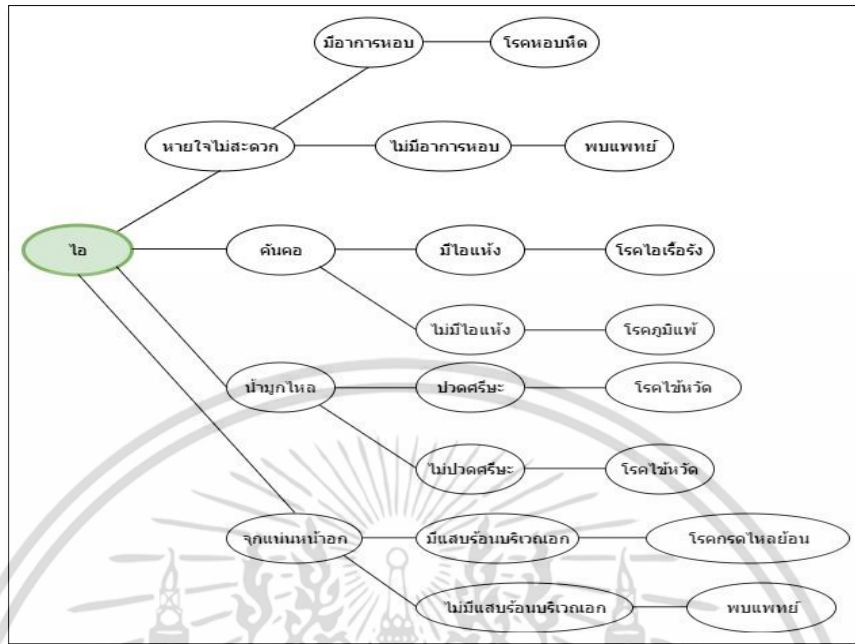 มีอาการหอบ
โรคหอบหืด
หายใจไม่สะดวก
ไม่มีอาการหอบ
พบแพทย์
ไอ
คันคอ
มีไอแห้ง
โรคไอเรื้อรัง
ไม่มีไอแห้ง
โรคภูมิแพ้
น้ำมูกไหล
ปวดศรีษะ
โรคไข้หวัด
ไม่ปวดศรีษะ
โรคไข้หวัด
จุกแน่นหน้าอก
มีแสบร้อนบริเวณอก
โรคกรดไหลย้อน
ไม่มีแสบร้อนบริเวณอก
พบแพทย์